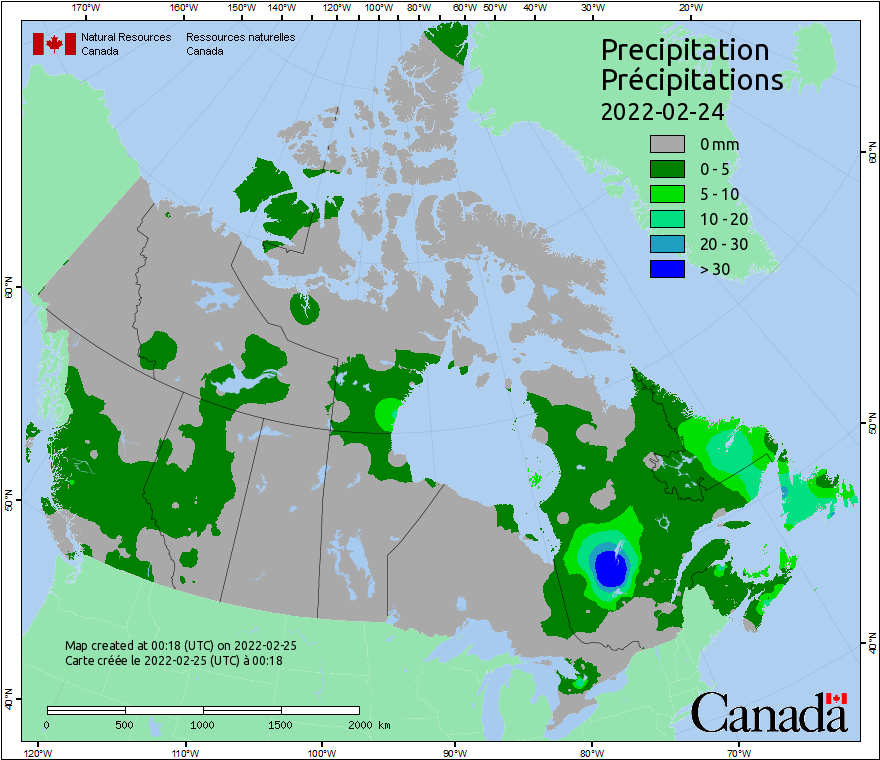 170°W 160°W 150°W 140°W 120°W 100°W 80°W 60°W 50°W 40°W 30°W 20°W
Natural Resources Ressources naturelles
Canada Canada
Precipitation
Précipitations
2022-02-24
0 mm
0 - 5
5 - 10
10 - 20
20 - 30
> 30
60°N
60°N
50°N
50°N
40°N
40°N
Map created at 00:18 (UTC) on 2022-02-25
Carte créée le 2022-02-25 (UTC) à 00:18
0 500 1000 1500 2000 km
Canada
120°W 110°W 100°W 90°W 80°W 70°W